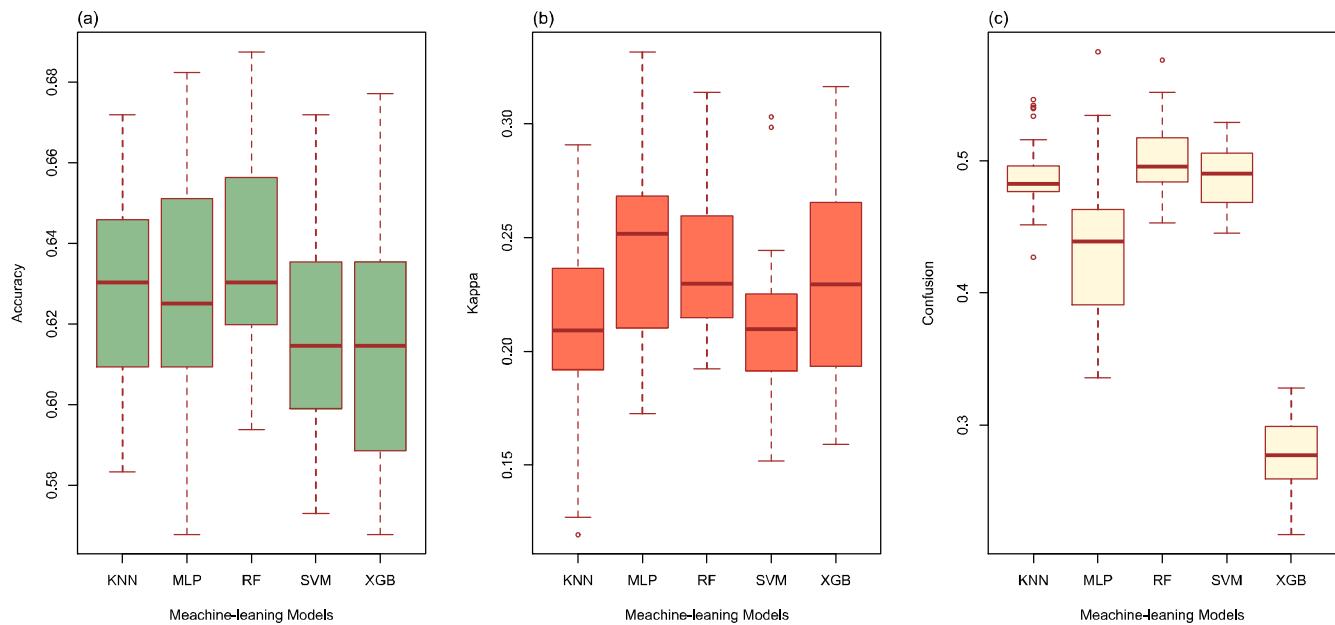 (a)
Accuracy
0.68
0.66
0.64
0.62
0.60
0.58
KNN MLP RF SVM XGB
Meachine-leaning Models
(b)
Kappa
0.30
0.25
0.20
0.15
KNN MLP RF SVM XGB
Meachine-leaning Models
(c)
Confusion
0.5
0.4
0.3
KNN MLP RF SVM XGB
Meachine-leaning Models